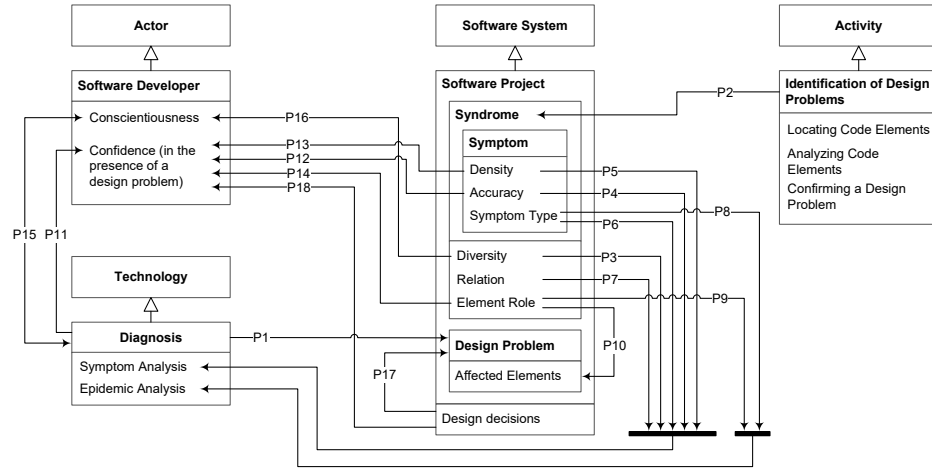 Actor
Software System
Activity
Software Developer
Conscientiousness
Confidence (in the
presence of a
design problem)
Software Project
Syndrome
Symptom
Density
Accuracy
Symptom Type
Diversity
Relation
Element Role
Design Problem
Affected Elements
Design decisions
Identification of Design
Problems
Locating Code Elements
Analyzing Code
Elements
Confirming a Design
Problem
Technology
Diagnosis
Symptom Analysis
Epidemic Analysis
P2
P16
P13
P12
P14
P18
P5
P4
P8
P6
P15
P11
P3
P7
P9
P1
P10
P17